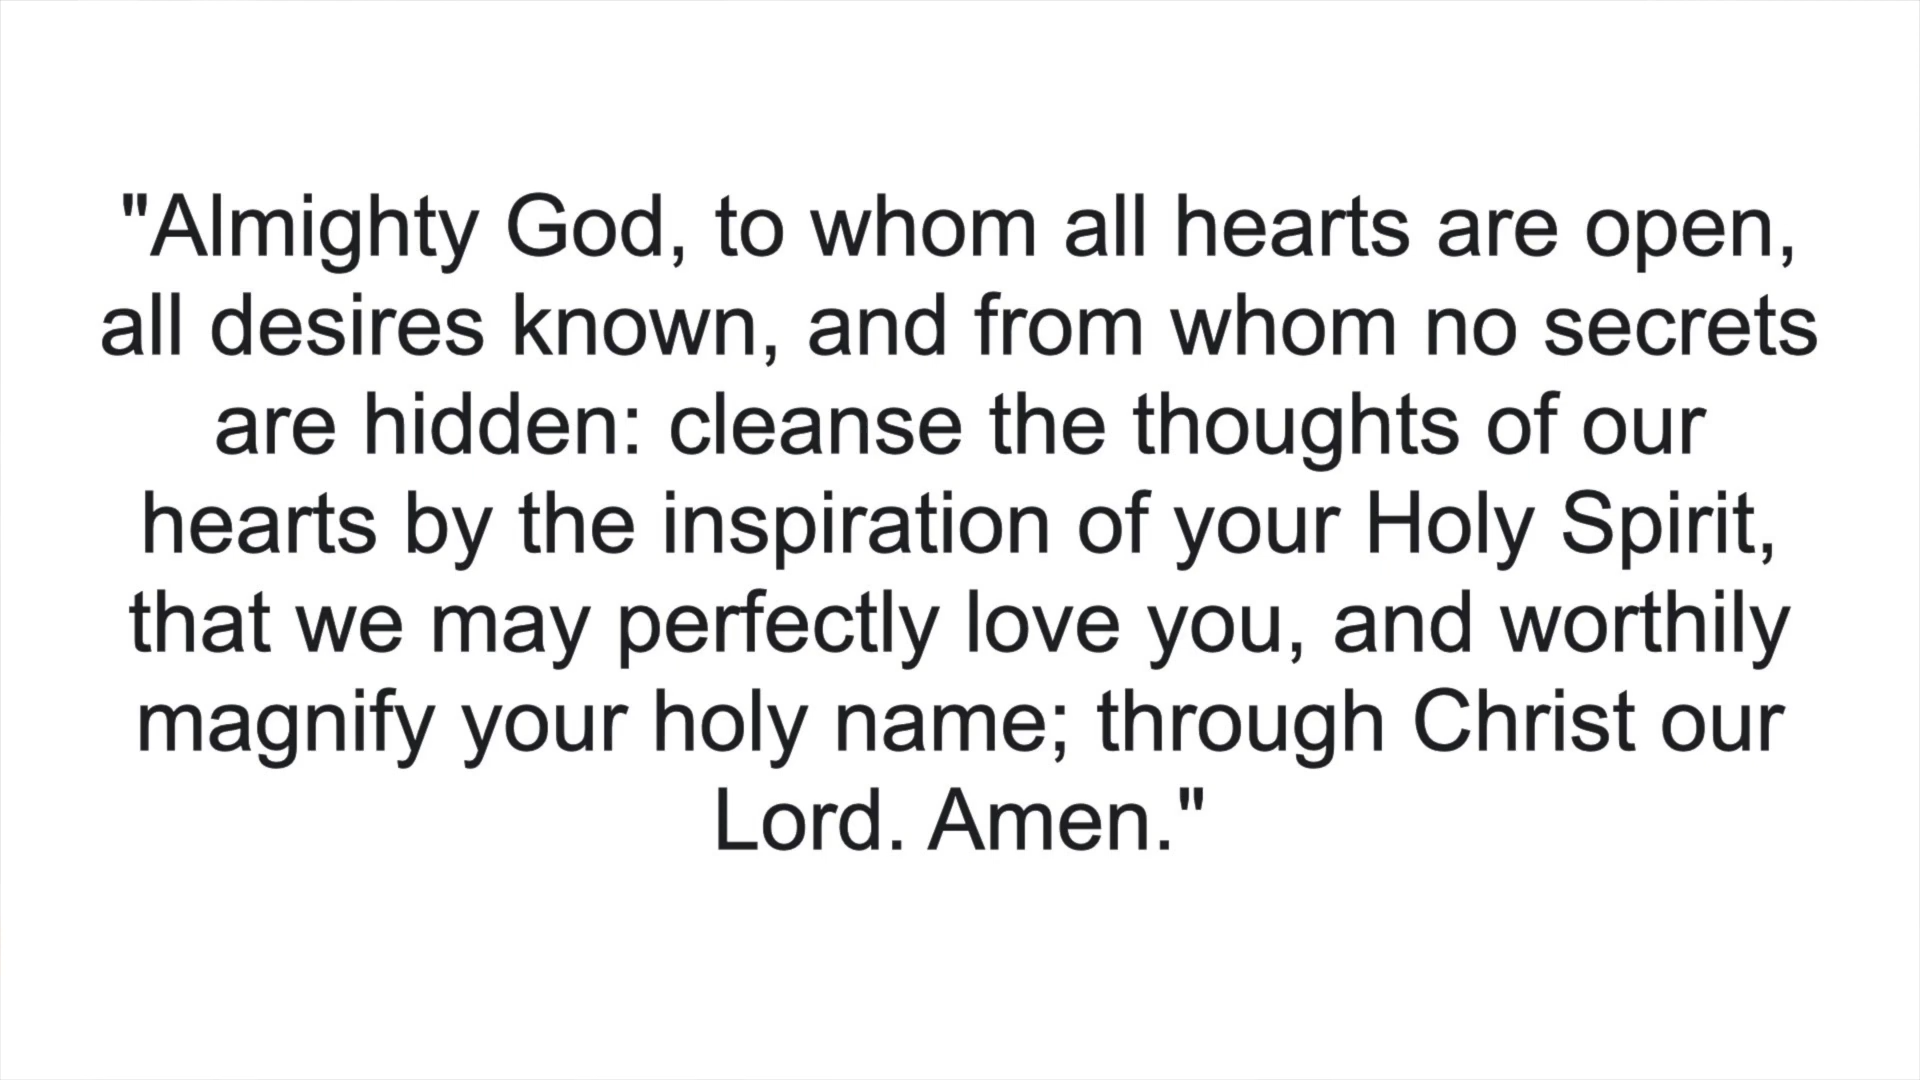 "Almighty God, to whom all hearts are open,
all desires known, and from whom no secrets
are hidden: cleanse the thoughts of our
hearts by the inspiration of your Holy Spirit,
that we may perfectly love you, and worthily
magnify your holy name; through Christ our
Lord. Amen."